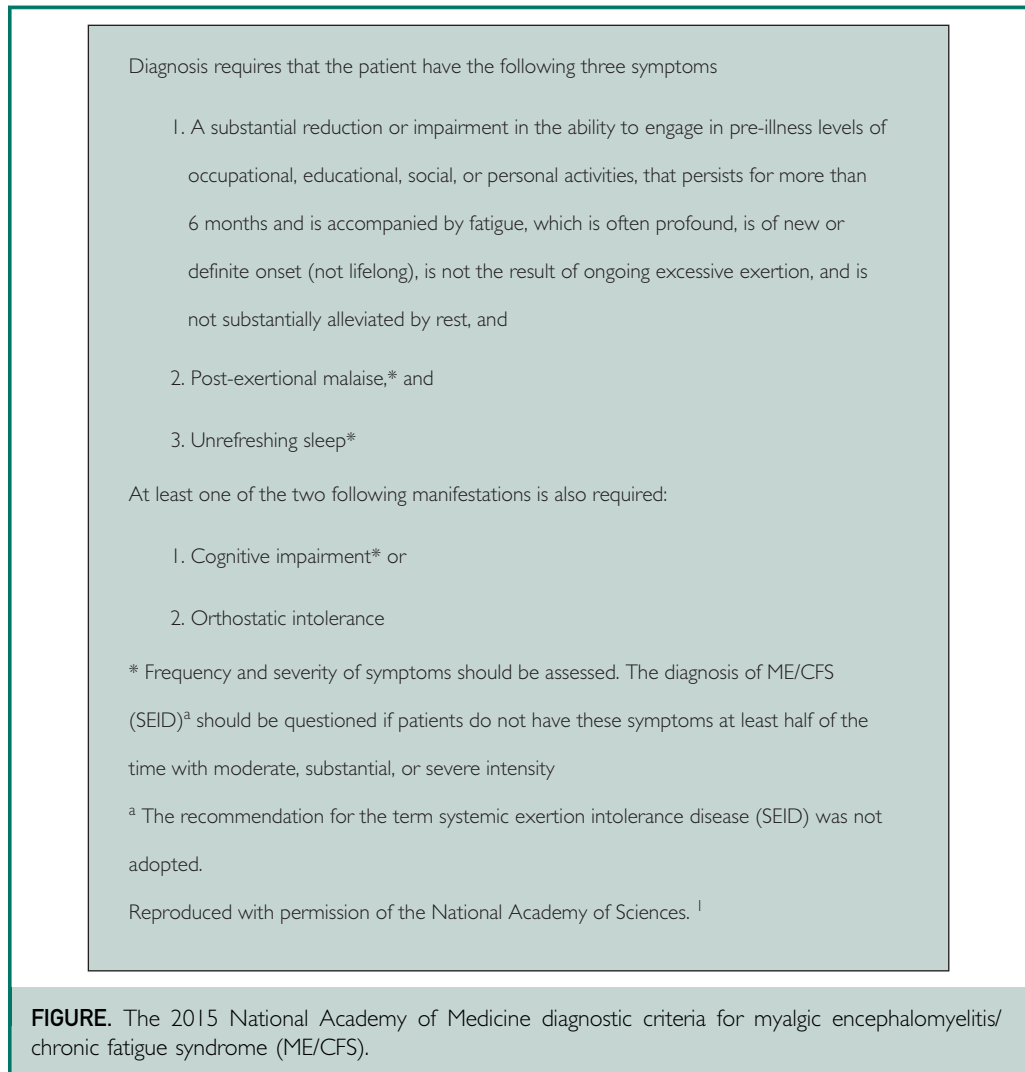 Diagnosis requires that the patient have the following three symptoms
1. A substantial reduction or impairment in the ability to engage in pre-illness levels of
occupational, educational, social, or personal activities, that persists for more than
6 months and is accompanied by fatigue, which is often profound, is of new or
definite onset (not lifelong), is not the result of ongoing excessive exertion, and is
not substantially alleviated by rest, and
2. Post-exertional malaise,* and
3. Unrefreshing sleep*
At least one of the two following manifestations is also required:
1. Cognitive impairment* or
2. Orthostatic intolerance
* Frequency and severity of symptoms should be assessed. The diagnosis of ME/CFS
(SEID)a should be questioned if patients do not have these symptoms at least half of the
time with moderate, substantial, or severe intensity
a The recommendation for the term systemic exertion intolerance disease (SEID) was not
adopted.
Reproduced with permission of the National Academy of Sciences. 1
FIGURE. The 2015 National Academy of Medicine diagnostic criteria for myalgic encephalomyelitis/
chronic fatigue syndrome (ME/CFS).